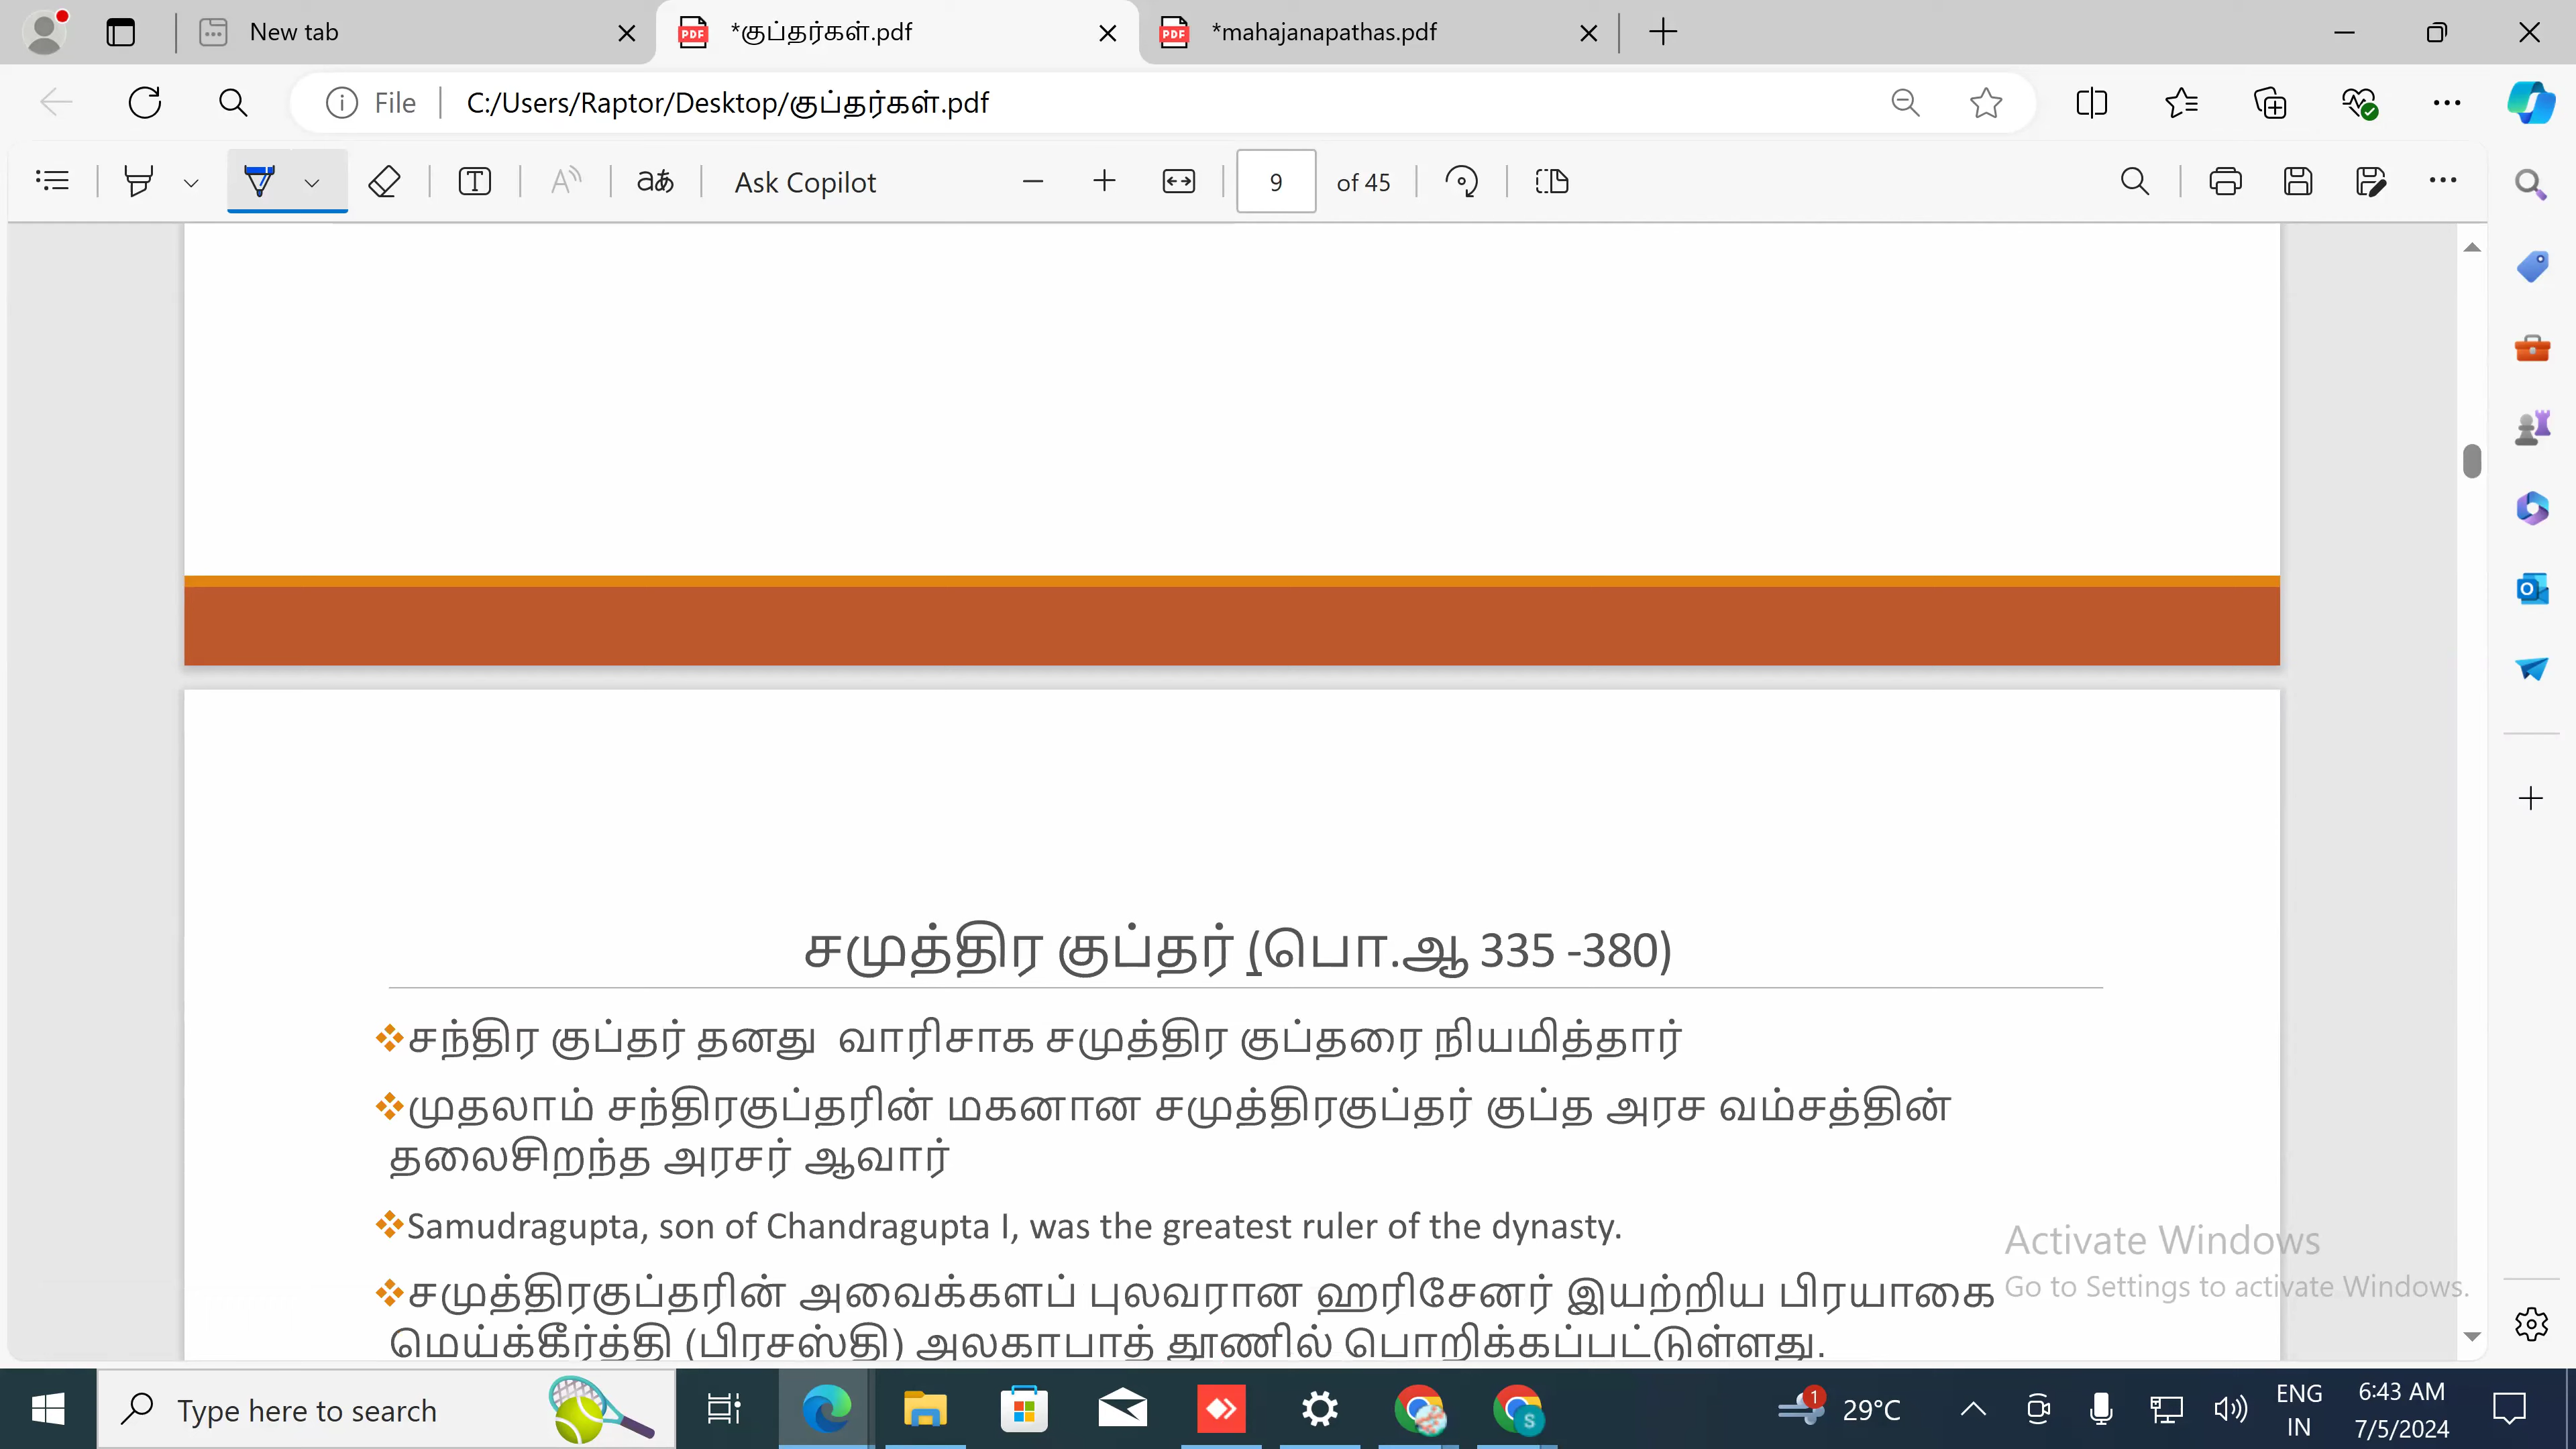 New tab
*குப்தர்கள்.pdf
*mahajanapathas.pdf
File
C:/Users/Raptor/Desktop/குப்தர்கள்.pdf
Ask Copilot
9 of 45
சமுத்திர குப்தர் (பொ.ஆ 335 -380)
சந்திர குப்தர் தனது வாரிசாக சமுத்திர குப்தரை நியமித்தார்
முதலாம் சந்திரகுப்தரின் மகனான சமுத்திரகுப்தர் குப்த அரச வம்சத்தின்
தலைசிறந்த அரசர் ஆவார்
Samudragupta, son of Chandragupta I, was the greatest ruler of the dynasty.
சமுத்திரகுப்தரின் அவைக்களப் புலவரான ஹரிசேனர் இயற்றிய பிரயாகை
மெய்க்கீர்த்தி (பிரசஸ்தி) அலகாபாத் தூணில் பொறிக்கப்பட்டுள்ளது.
Activate Windows
Go to Settings to activate Windows.
Type here to search
1
29°C
S
ENG
IN
6:43 AM
7/5/2024